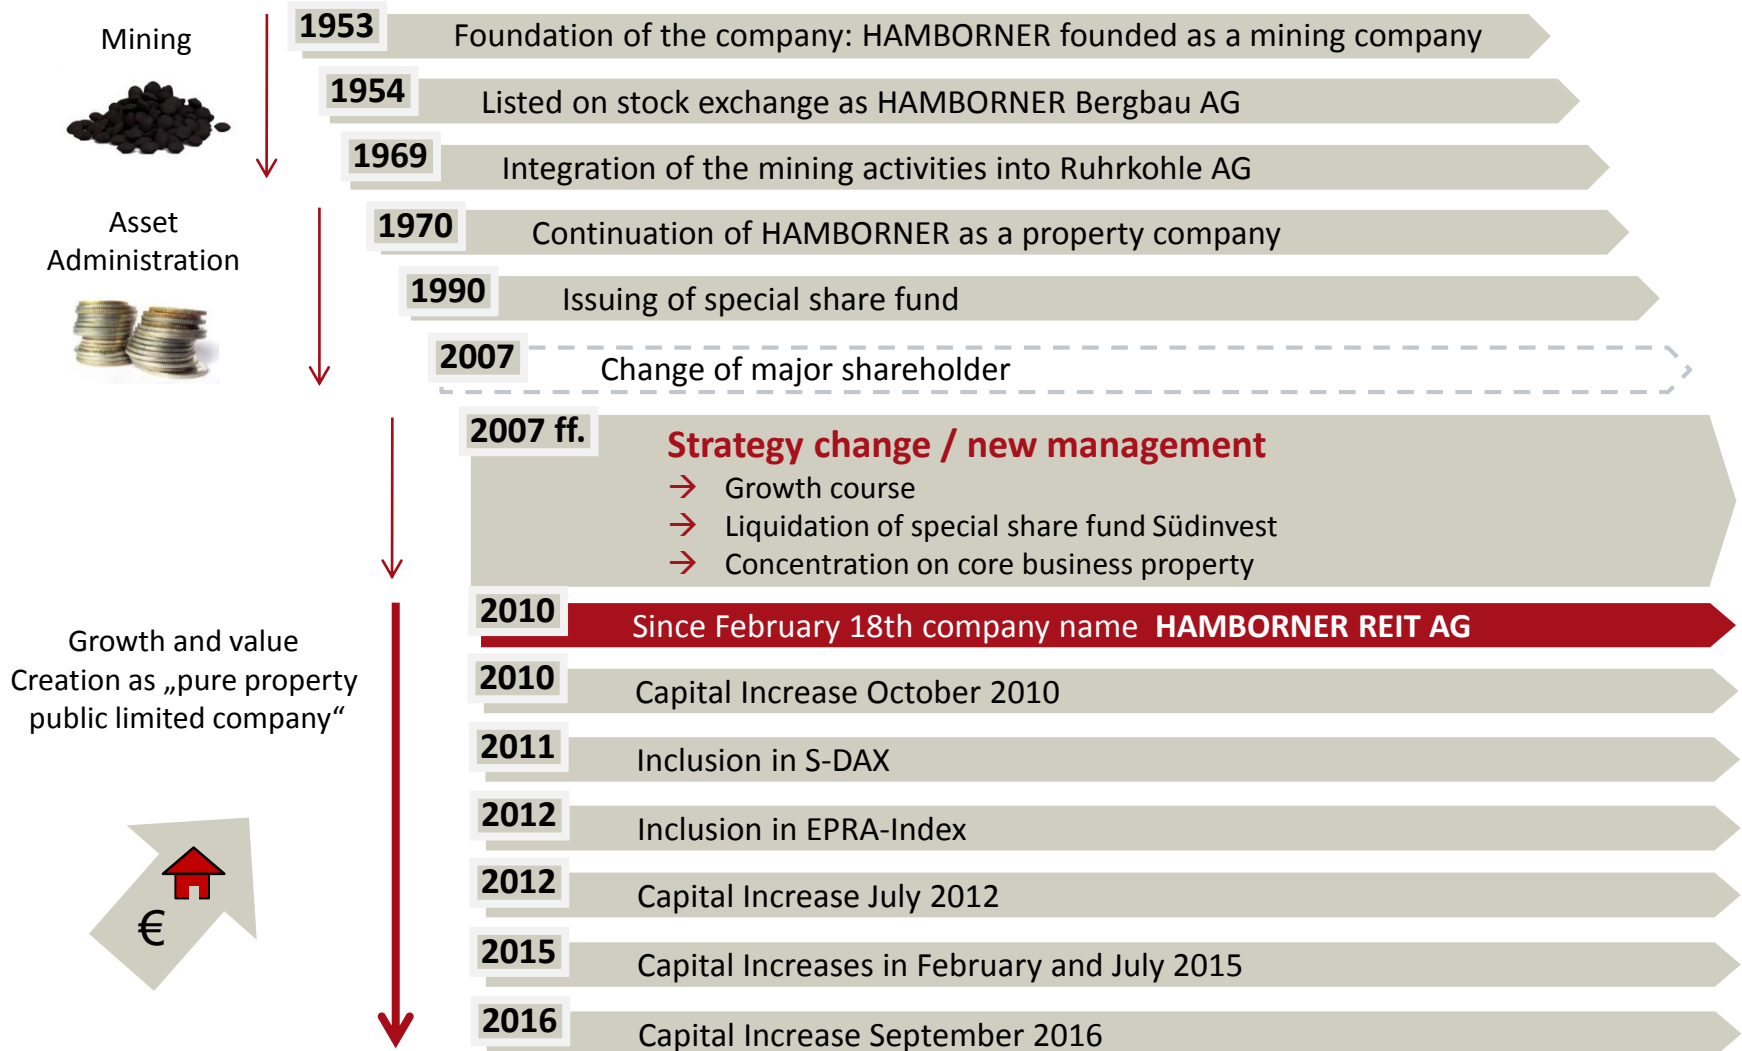 Mining
1953
Foundation of the company: HAMBORNER founded as a mining company
1954
Listed on stock exchange as HAMBORNER Bergbau AG
1969
Integration of the mining activities into Ruhrkohle AG
Asset
Administration
1970
Continuation of HAMBORNER as a property company
1990
Issuing of special share fund
2007
Change of major shareholder
2007 ff.
Strategy change / new management
→ Growth course
→ Liquidation of special share fund Südinvest
→ Concentration on core business property
2010
Since February 18th company name HAMBORNER REIT AG
Growth and value
Creation as „pure property
public limited company“
2010
Capital Increase October 2010
2011
Inclusion in S-DAX
2012
Inclusion in EPRA-Index
2012
Capital Increase July 2012
€
2015
Capital Increases in February and July 2015
2016
Capital Increase September 2016